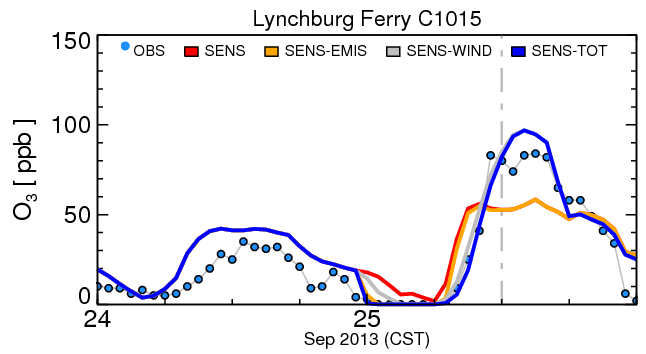 Lynchburg Ferry C1015
150
OBS SENS SENS-EMIS SENS-WIND SENS-TOT
100
O₃ [ ppb ]
50
0
24 25
Sep 2013 (CST)